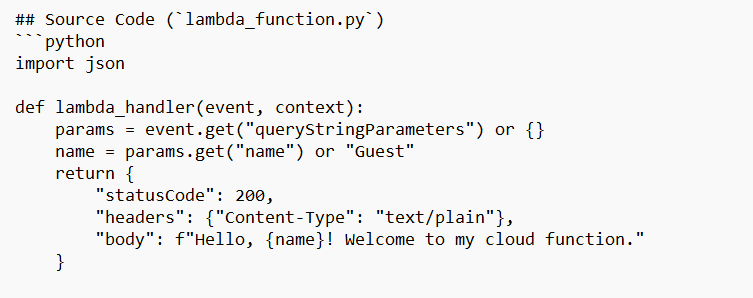 ## Source Code (`lambda_function.py`)
```python
import json

def lambda_handler(event, context):
    params = event.get("queryStringParameters") or {}
    name = params.get("name") or "Guest"
    return {
        "statusCode": 200,
        "headers": {"Content-Type": "text/plain"},
        "body": f"Hello, {name}! Welcome to my cloud function."
    }